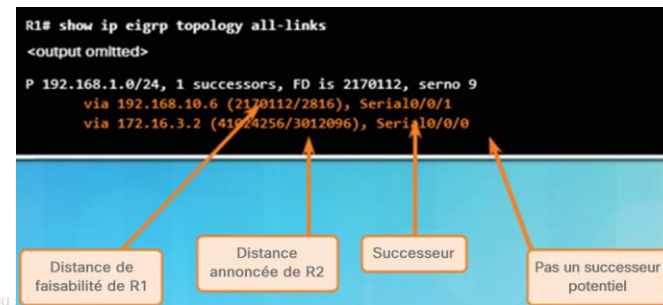 R1# show ip eigrp topology all-links
<output omitted>
P 192.168.1.0/24, 1 successors, FD is 2170112, serno 9
via 192.168.10.6 (2170112/2816), Serial0/0/1
via 172.16.3.2 (41024256/3012096), Serial0/0/0
Distance de
faisabilité de R1
Distance
annoncée de R2
Successeur
Pas un successeur
potentiel